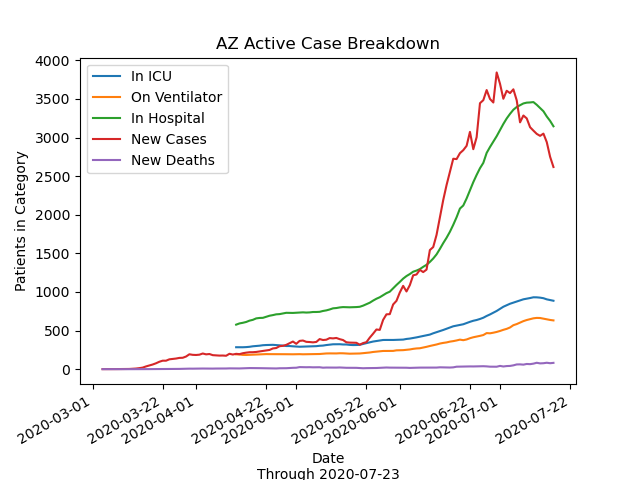 AZ Active Case Breakdown
4000
3500
3000
2500
2000
1500
1000
500
0
Patients in Category
In ICU
On Ventilator
In Hospital
New Cases
New Deaths
2020-03-01
2020-03-22
2020-04-01
2020-04-22
2020-05-01
2020-05-22
2020-06-01
2020-06-22
2020-07-01
2020-07-22
Date
Through 2020-07-23